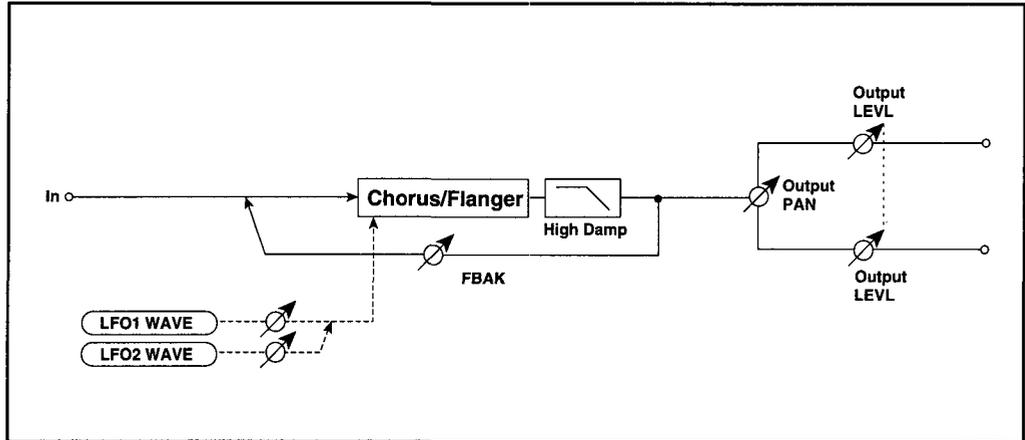 Output
LEVL
In
Chorus/Flanger
High Damp
Output
PAN
FBAK
Output
LEVL
LFO1 WAVE
LFO2 WAVE